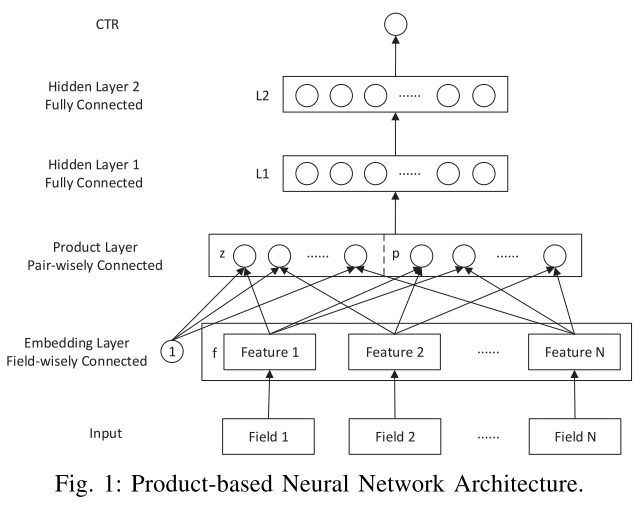 CTR
Hidden Layer 2
Fully Connected
L2
......
Hidden Layer 1
Fully Connected
L1
......
Product Layer
Pair-wisely Connected
z
......
p
......
Embedding Layer
Field-wisely Connected
1
f
Feature 1
Feature 2
......
Feature N
Input
Field 1
Field 2
......
Field N
Fig. 1: Product-based Neural Network Architecture.